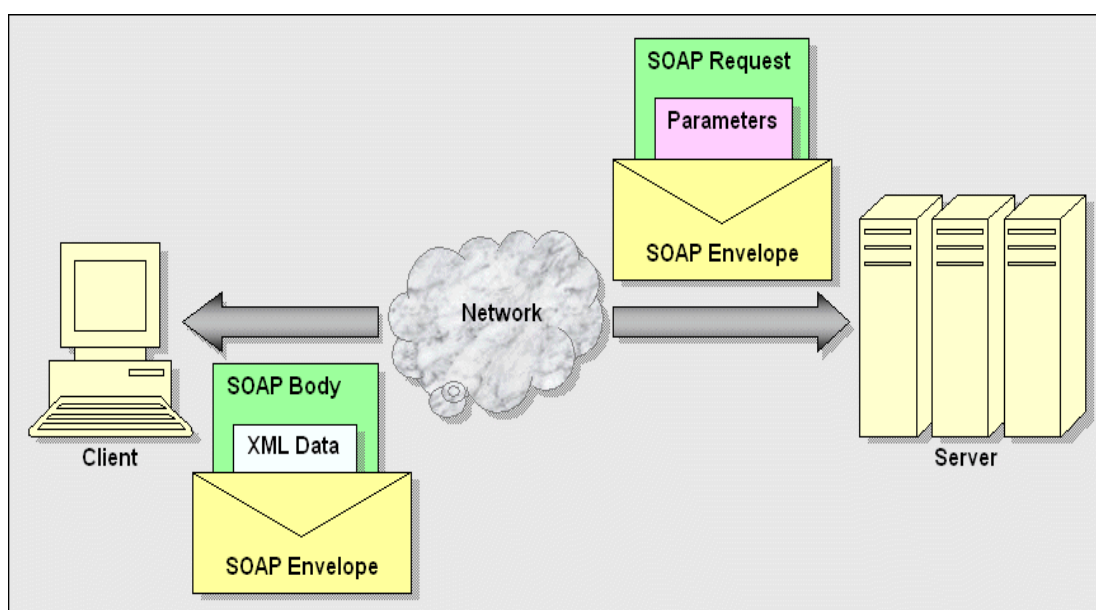 SOAP Request
Parameters
SOAP Envelope
Network
Client
Server
SOAP Body
XML Data
SOAP Envelope